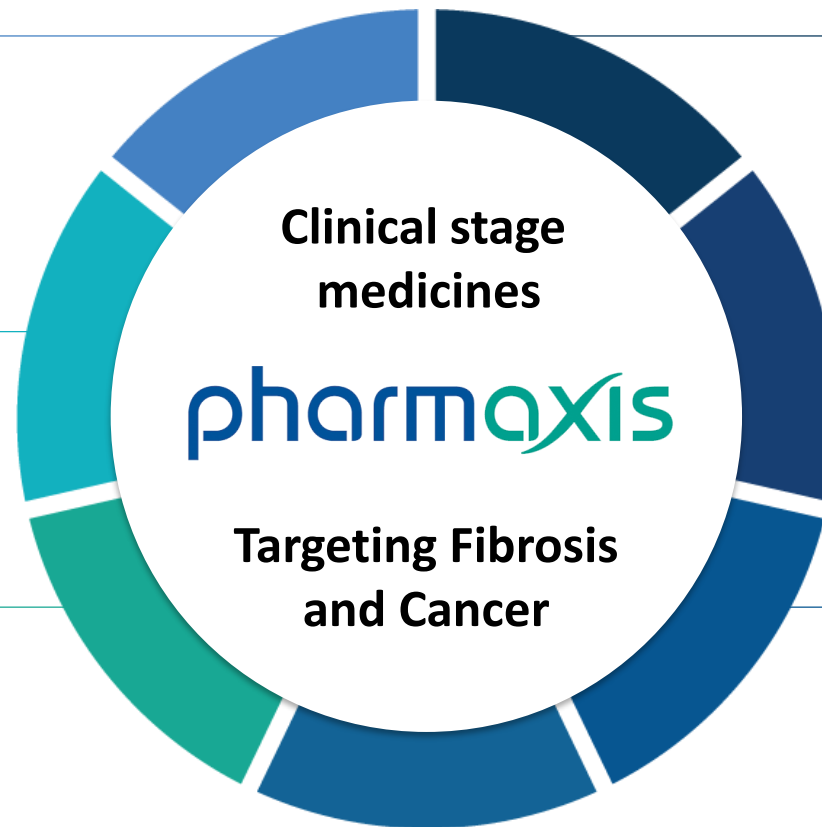 Clinical stage
medicines
pharmaxis
Targeting Fibrosis
and Cancer